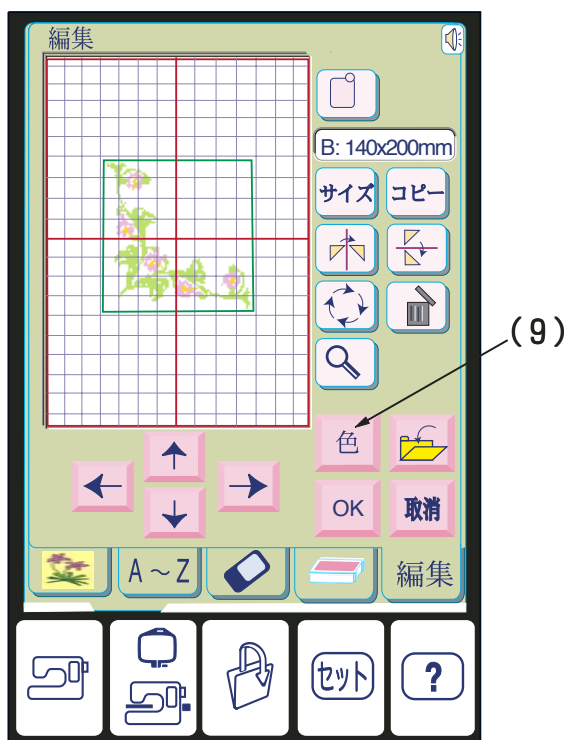 編集
B: 140x200mm
サイズ コピー
(9)
色
OK 取消
A～Z 編集
セット ?